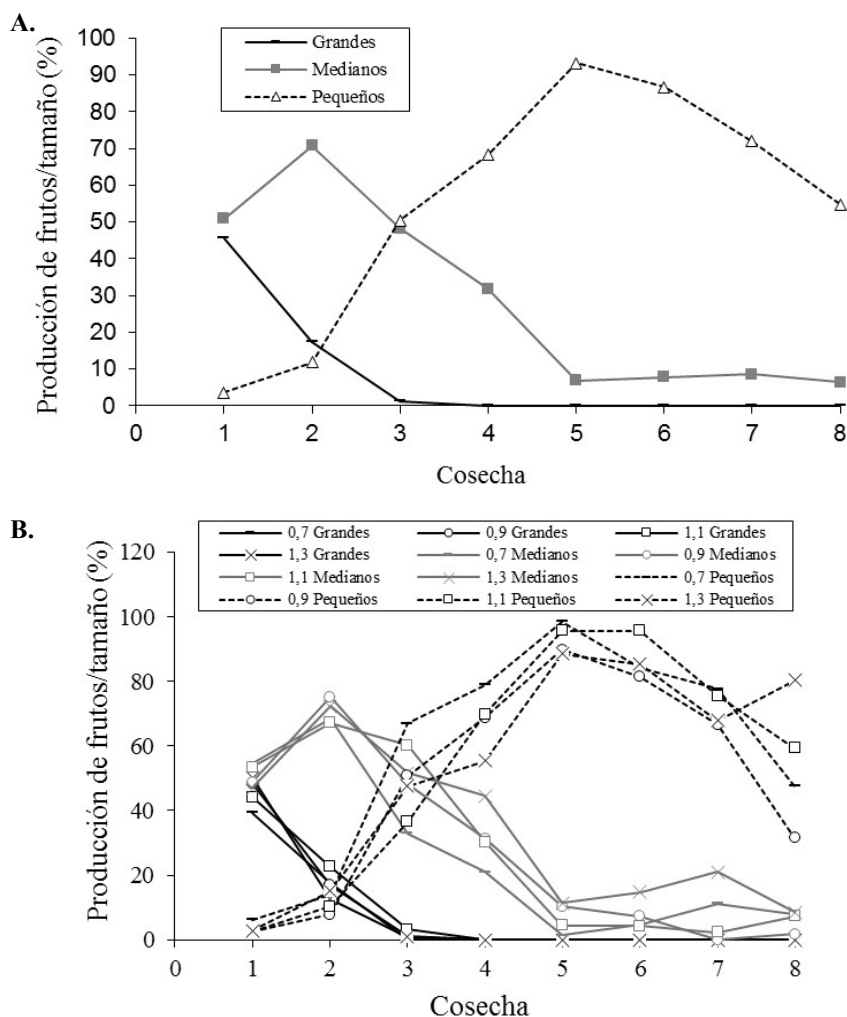 A.
Grandes
Medianos
Pequeños
Producción de frutos/tamaño (%)
100
90
80
70
60
50
40
30
20
10
0
0 1 2 3 4 5 6 7 8
Cosecha
B.
0,7 Grandes 0,9 Grandes 1,1 Grandes
1,3 Grandes 0,7 Medianos 0,9 Medianos
1,1 Medianos 1,3 Medianos 0,7 Pequeños
0,9 Pequeños 1,1 Pequeños 1,3 Pequeños
Producción de frutos/tamaño (%)
120
100
80
60
40
20
0
0 1 2 3 4 5 6 7 8
Cosecha